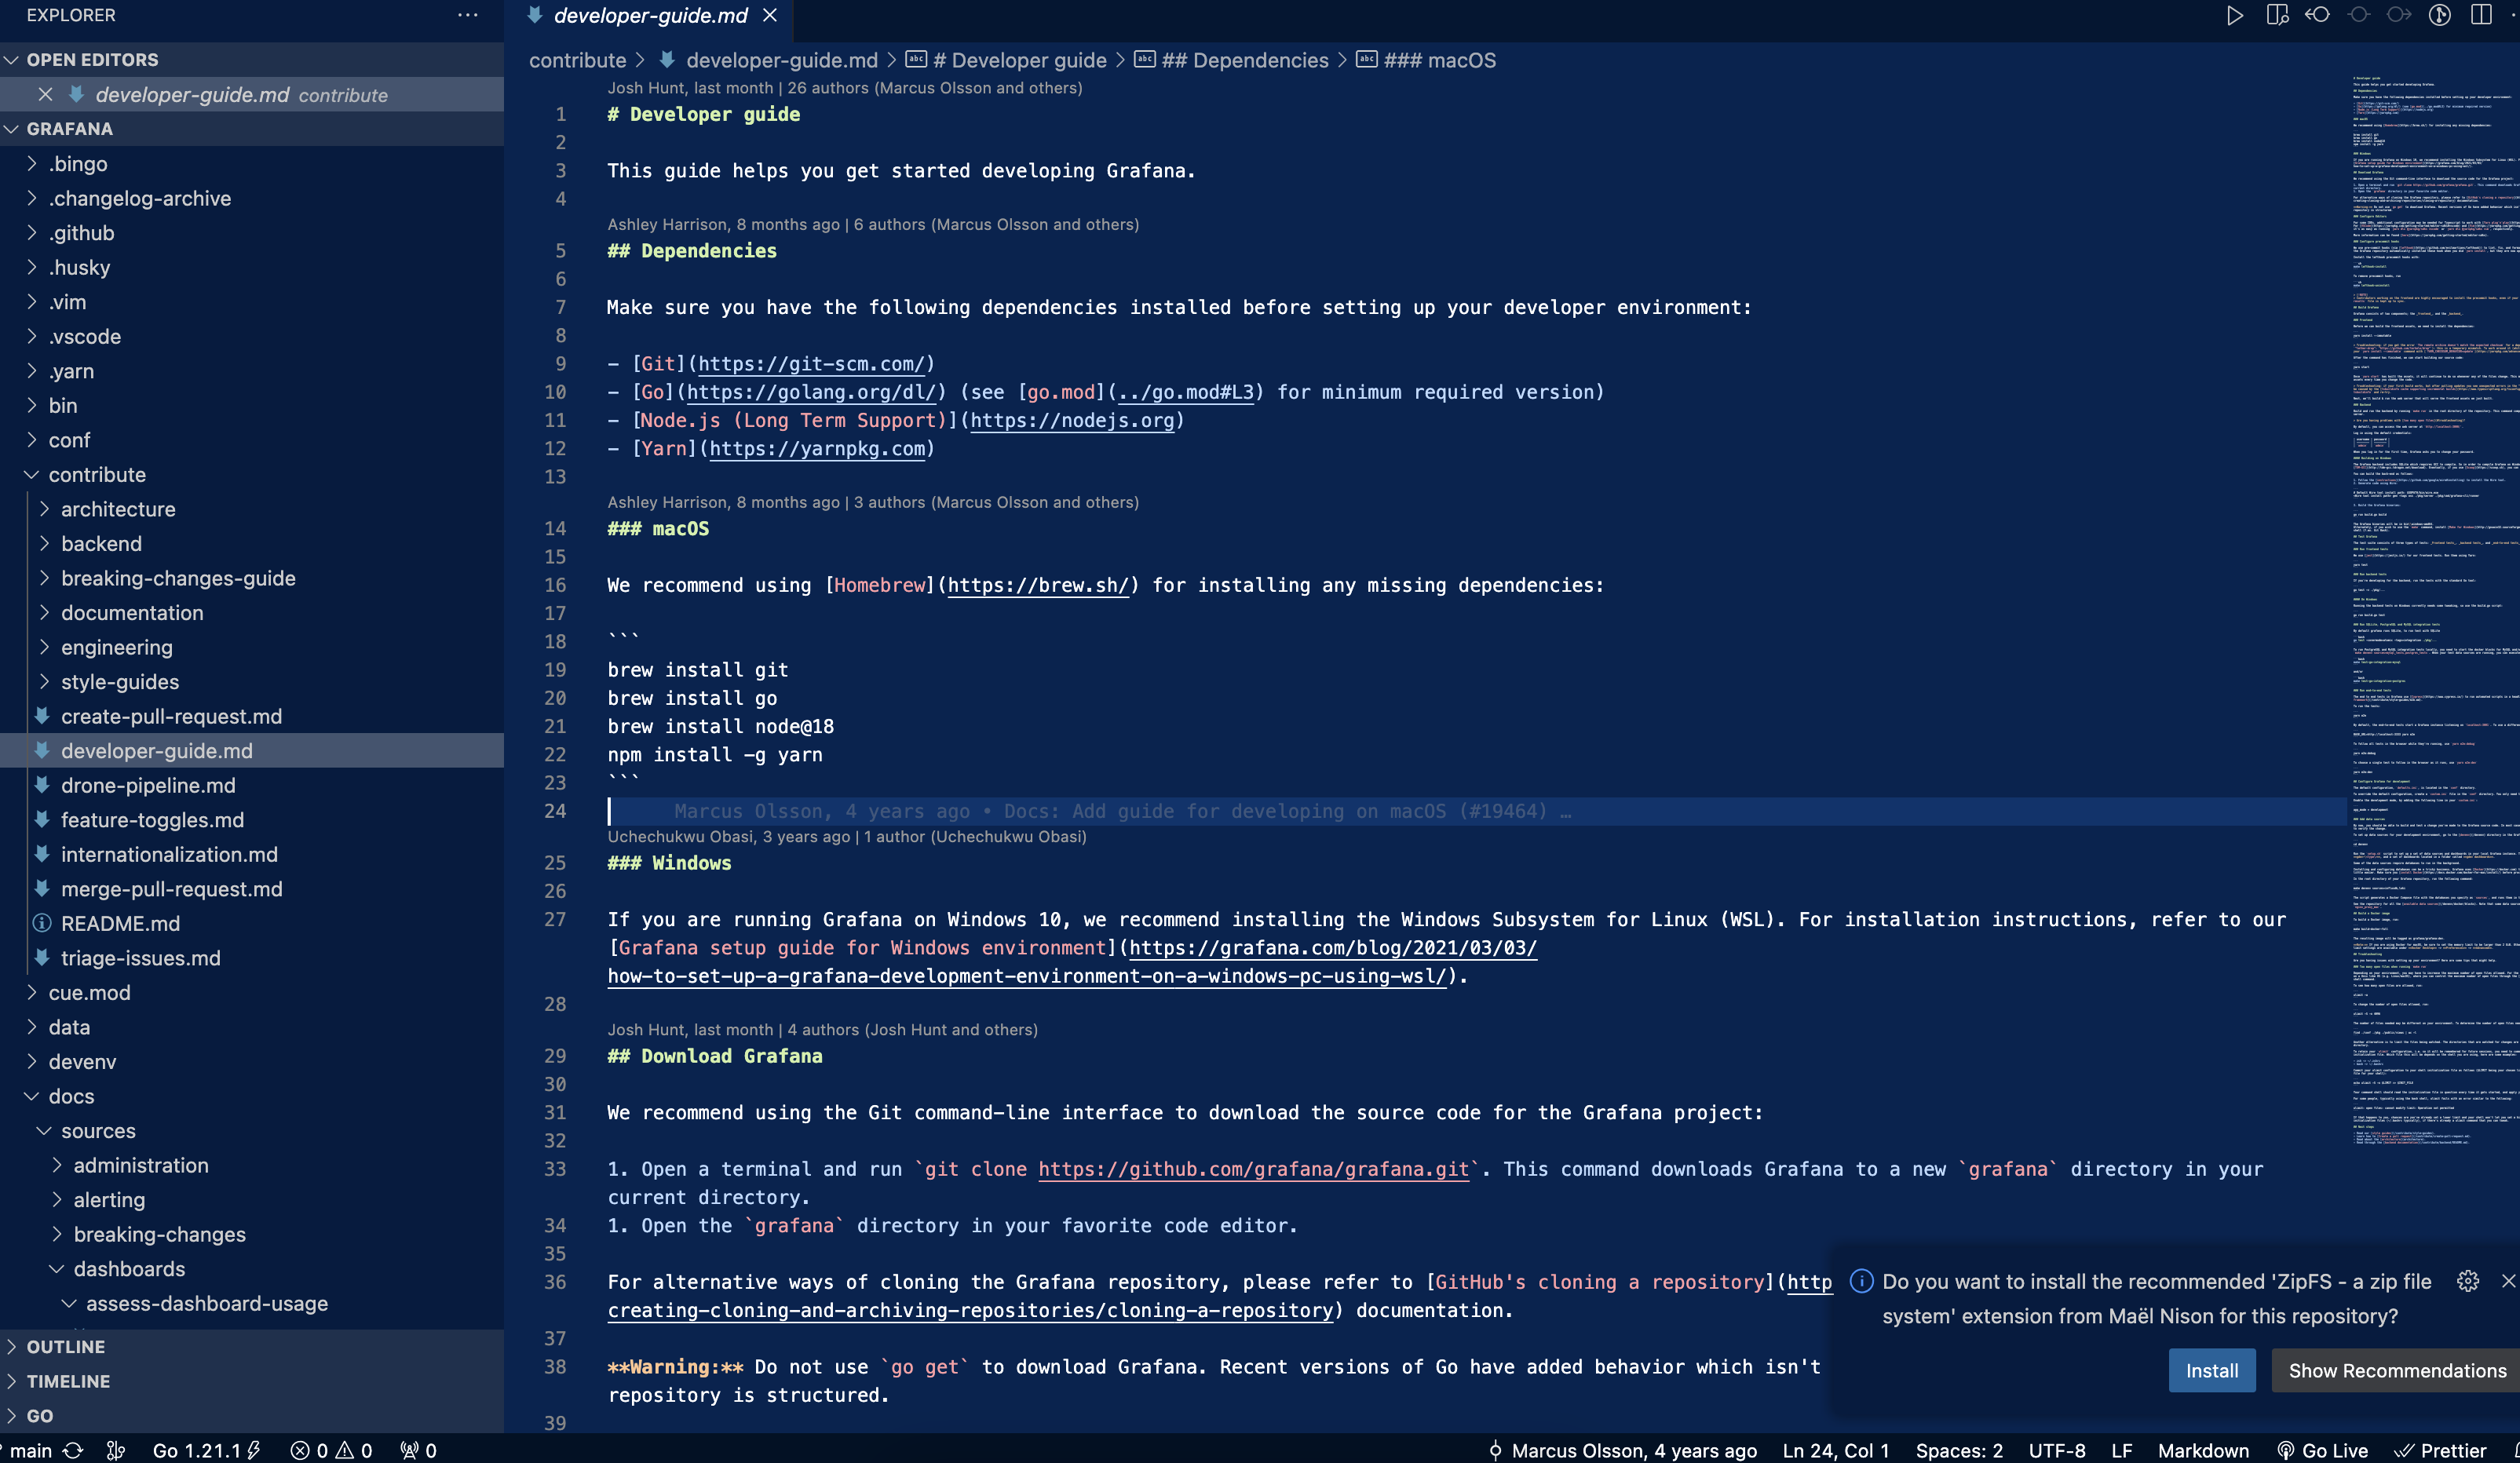 EXPLORER
OPEN EDITORS
developer-guide.md contribute
GRAFANA
.bingo
.changelog-archive
.github
.husky
.vim
.vscode
.yarn
bin
conf
contribute
architecture
backend
breaking-changes-guide
documentation
engineering
style-guides
create-pull-request.md
developer-guide.md
drone-pipeline.md
feature-toggles.md
internationalization.md
merge-pull-request.md
README.md
triage-issues.md
cue.mod
data
devenv
docs
sources
administration
alerting
breaking-changes
dashboards
assess-dashboard-usage
OUTLINE
TIMELINE
GO
developer-guide.md
contribute > developer-guide.md > # Developer guide > ## Dependencies > ### macOS
Josh Hunt, last month | 26 authors (Marcus Olsson and others)
1 # Developer guide
2
3 This guide helps you get started developing Grafana.
4
Ashley Harrison, 8 months ago | 6 authors (Marcus Olsson and others)
5 ## Dependencies
6
7 Make sure you have the following dependencies installed before setting up your developer environment:
8
9 - [Git](https://git-scm.com/)
10 - [Go](https://golang.org/dl/) (see [go.mod](../go.mod#L3) for minimum required version)
11 - [Node.js (Long Term Support)](https://nodejs.org)
12 - [Yarn](https://yarnpkg.com)
13
Ashley Harrison, 8 months ago | 3 authors (Marcus Olsson and others)
14 ### macOS
15
16 We recommend using [Homebrew](https://brew.sh/) for installing any missing dependencies:
17
18 ```
19 brew install git
20 brew install go
21 brew install node@18
22 npm install -g yarn
23 ```
24 Marcus Olsson, 4 years ago • Docs: Add guide for developing on macOS (#19464) …
Uchechukwu Obasi, 3 years ago | 1 author (Uchechukwu Obasi)
25 ### Windows
26
27 If you are running Grafana on Windows 10, we recommend installing the Windows Subsystem for Linux (WSL). For installation instructions, refer to our
[Grafana setup guide for Windows environment](https://grafana.com/blog/2021/03/03/
how-to-set-up-a-grafana-development-environment-on-a-windows-pc-using-wsl/).
28
Josh Hunt, last month | 4 authors (Josh Hunt and others)
29 ## Download Grafana
30
31 We recommend using the Git command-line interface to download the source code for the Grafana project:
32
33 1. Open a terminal and run `git clone https://github.com/grafana/grafana.git`. This command downloads Grafana to a new `grafana` directory in your
current directory.
34 1. Open the `grafana` directory in your favorite code editor.
35
36 For alternative ways of cloning the Grafana repository, please refer to [GitHub's cloning a repository](http
creating-cloning-and-archiving-repositories/cloning-a-repository) documentation.
37
38 **Warning:** Do not use `go get` to download Grafana. Recent versions of Go have added behavior which isn't
repository is structured.
39
Do you want to install the recommended 'ZipFS - a zip file
system' extension from Maël Nison for this repository?
Install
Show Recommendations
main Go 1.21.1 0 0 0 Marcus Olsson, 4 years ago Ln 24, Col 1 Spaces: 2 UTF-8 LF Markdown Go Live Prettier